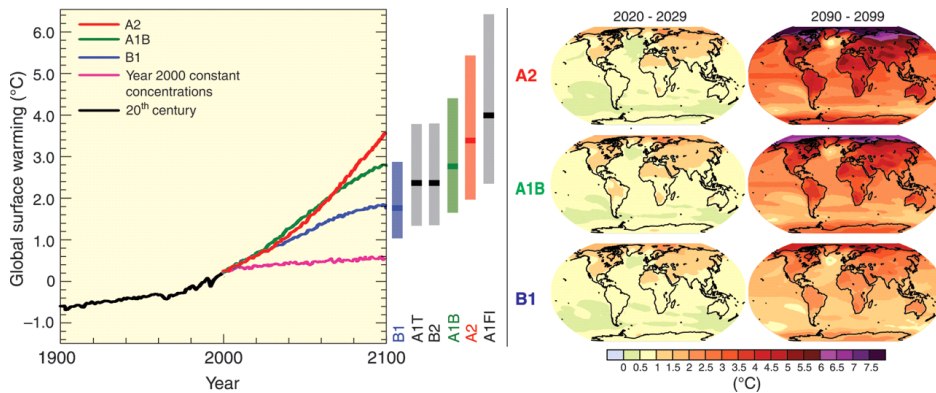 A2
A1B
B1
Year 2000 constant
concentrations
20th century
Global surface warming (°C)
6.0
5.0
4.0
3.0
2.0
1.0
0
–1.0
1900
2000
2100
Year
B1
A1T
B2
A1B
A2
A1FI
2020 - 2029
2090 - 2099
A2
A1B
B1
0 0.5 1 1.5 2 2.5 3 3.5 4 4.5 5 5.5 6 6.5 7 7.5
(°C)